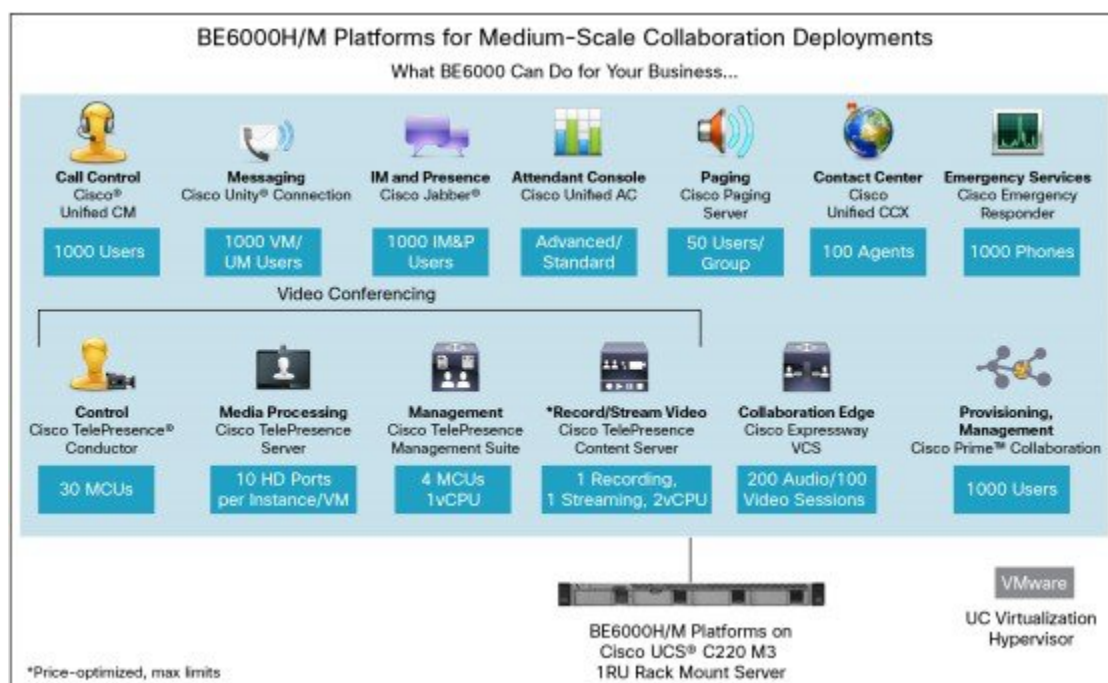 BE6000H/M Platforms for Medium-Scale Collaboration Deployments
What BE6000 Can Do for Your Business...
Call Control
Cisco®
Unified CM
1000 Users
Messaging
Cisco Unity® Connection
1000 VM/
UM Users
IM and Presence
Cisco Jabber®
1000 IM&P
Users
Attendant Console
Cisco Unified AC
Advanced/
Standard
Paging
Cisco Paging
Server
50 Users/
Group
Contact Center
Cisco
Unified CCX
100 Agents
Emergency Services
Cisco Emergency
Responder
1000 Phones
Video Conferencing
Control
Cisco TelePresence®
Conductor
30 MCUs
Media Processing
Cisco TelePresence
Server
10 HD Ports
per Instance/VM
Management
Cisco TelePresence
Management Suite
4 MCUs
1vCPU
*Record/Stream Video
Cisco TelePresence
Content Server
1 Recording,
1 Streaming, 2vCPU
Collaboration Edge
Cisco Expressway
VCS
200 Audio/100
Video Sessions
Provisioning,
Management
Cisco Prime™ Collaboration
1000 Users
BE6000H/M Platforms on
Cisco UCS® C220 M3
1RU Rack Mount Server
VMware
UC Virtualization
Hypervisor
*Price-optimized, max limits